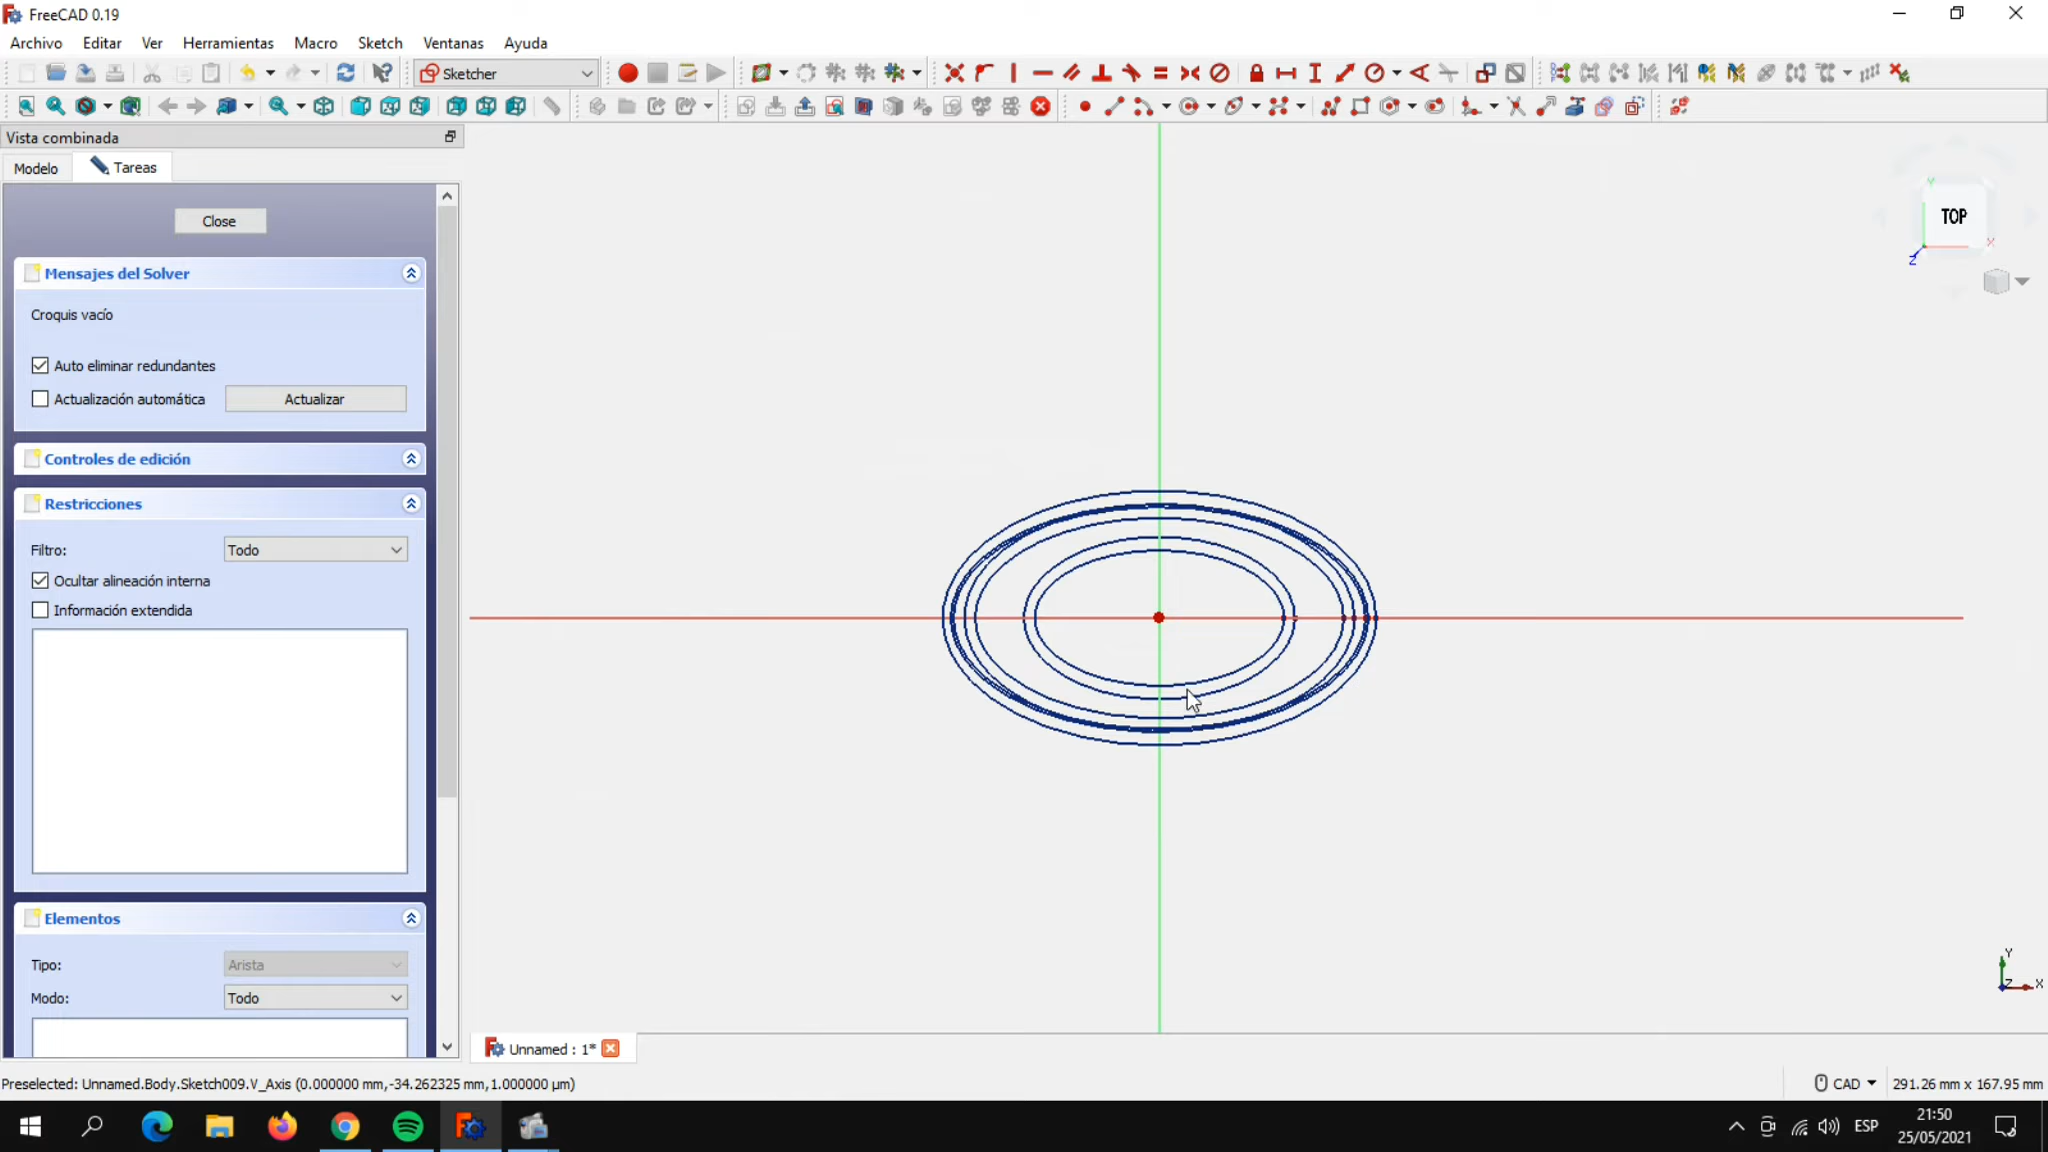 FreeCAD 0.19
Archivo Editar Ver Herramientas Macro Sketch Ventanas Ayuda
Sketcher
Vista combinada
Modelo Tareas
Close
Mensajes del Solver
Croquis vacío
Auto eliminar redundantes
Actualización automática Actualizar
Controles de edición
Restricciones
Filtro: Todo
Ocultar alineación interna
Información extendida
Elementos
Tipo: Arista
Modo: Todo
TOP
Y
X
Z
Y
Z X
Unnamed : 1*
Preselected: Unnamed.Body.Sketch009.V_Axis (0.000000 mm,-34.262325 mm,1.000000 µm)
CAD 291.26 mm x 167.95 mm
ESP
21:50
25/05/2021